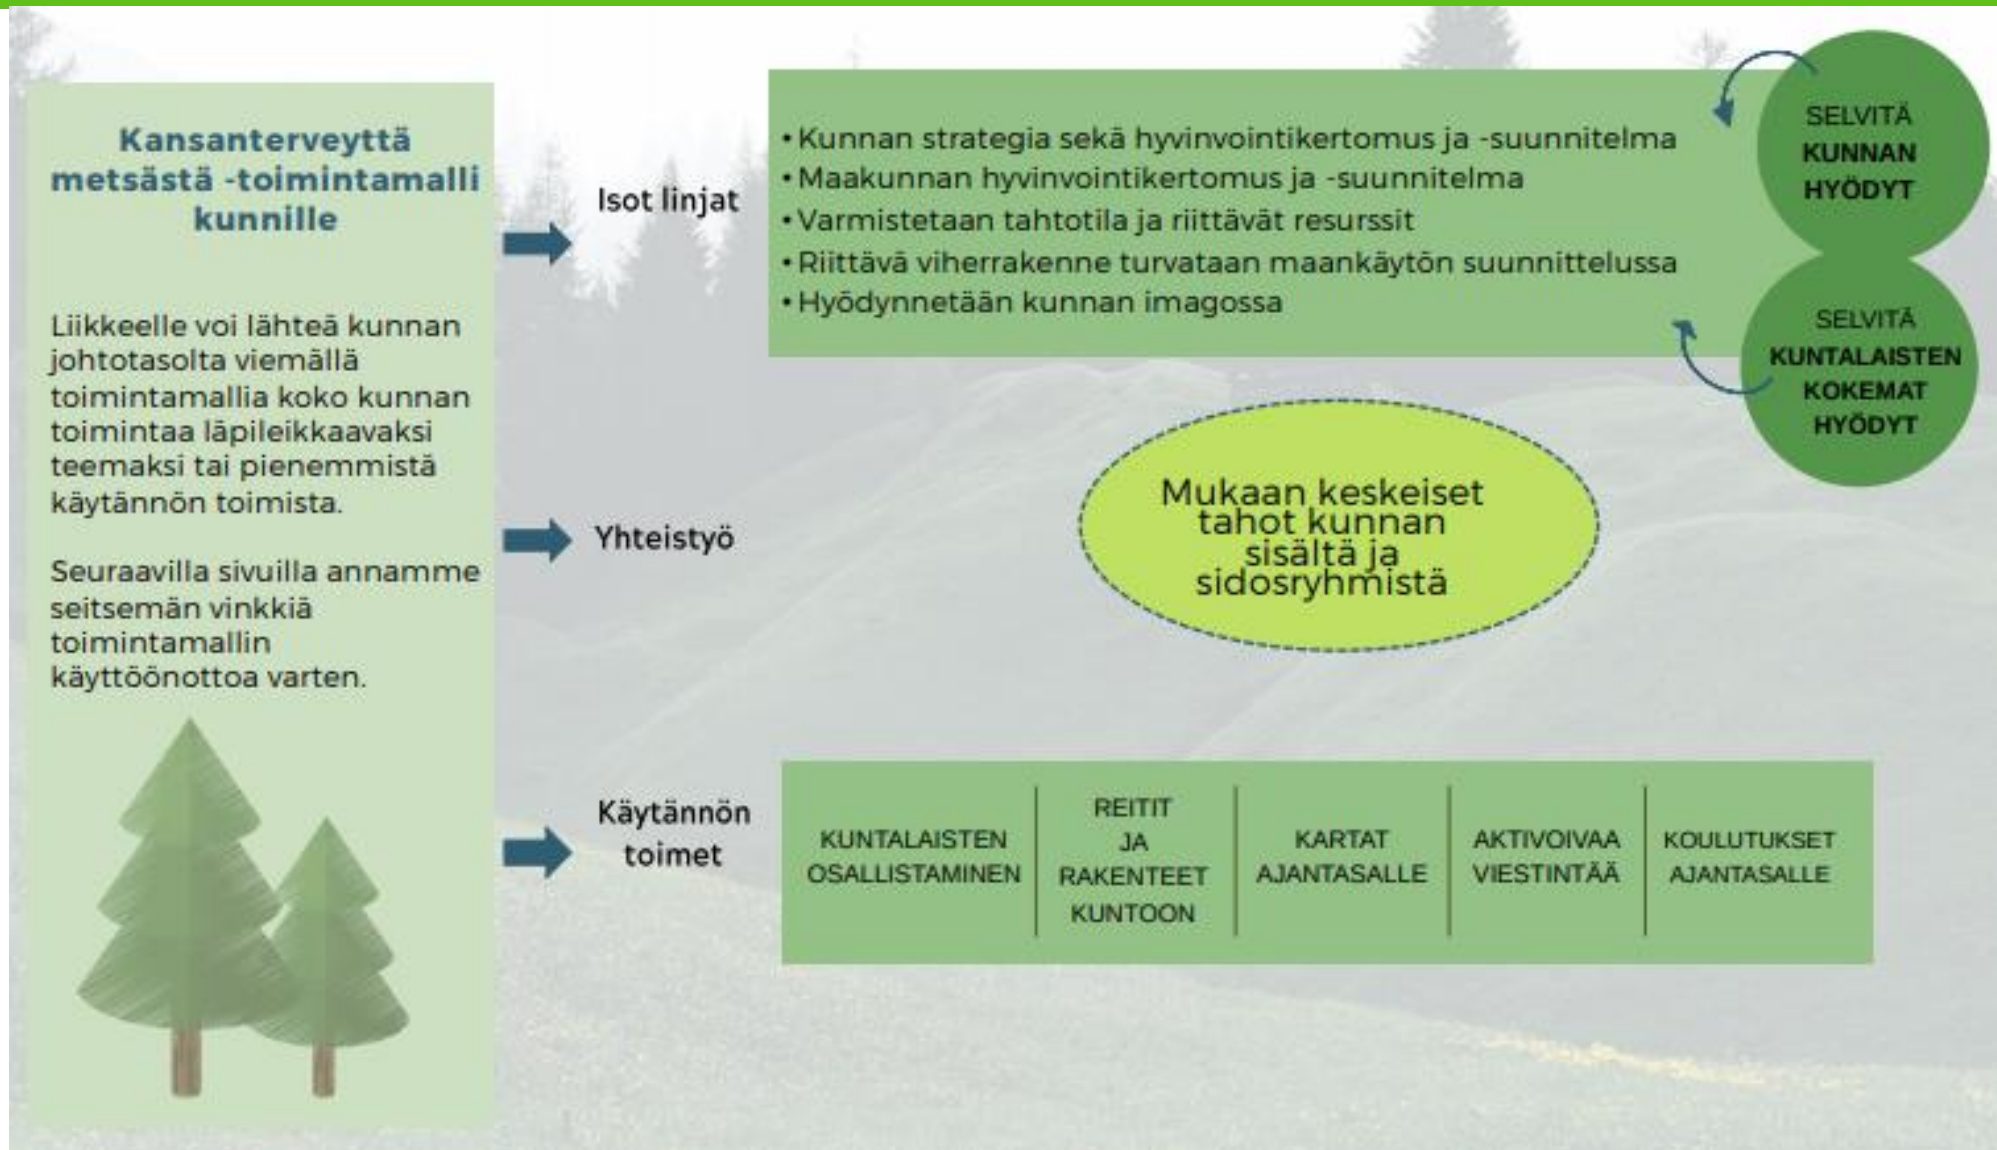 Kansanterveyttä
metsästä -toimintamalli
kunnille
Liikkeelle voi lähteä kunnan
johtotasolta viemällä
toimintamallia koko kunnan
toimintaa läpileikkaavaksi
teemaksi tai pienemmistä
käytännön toimista.
Seuraavilla sivuilla annamme
seitsemän vinkkiä
toimintamallin
käyttöönottoa varten.
Isot linjat
• Kunnan strategia sekä hyvinvointikertomus ja -suunnitelma
• Maakunnan hyvinvointikertomus ja -suunnitelma
• Varmistetaan tahtotila ja riittävät resurssit
• Riittävä viherrakenne turvataan maankäytön suunnittelussa
• Hyödynnetään kunnan imagossa
SELVITÄ
KUNNAN
HYÖDYT
SELVITÄ
KUNTALAISTEN
KOKEMAT
HYÖDYT
Yhteistyö
Mukaan keskeiset
tahot kunnan
sisältä ja
sidosryhmistä
Käytännön
toimet
KUNTALAISTEN
OSALLISTAMINEN
REITIT
JA
RAKENTEET
KUNTOON
KARTAT
AJANTASALLE
AKTIVOIVAA
VIESTINTÄÄ
KOULUTUKSET
AJANTASALLE